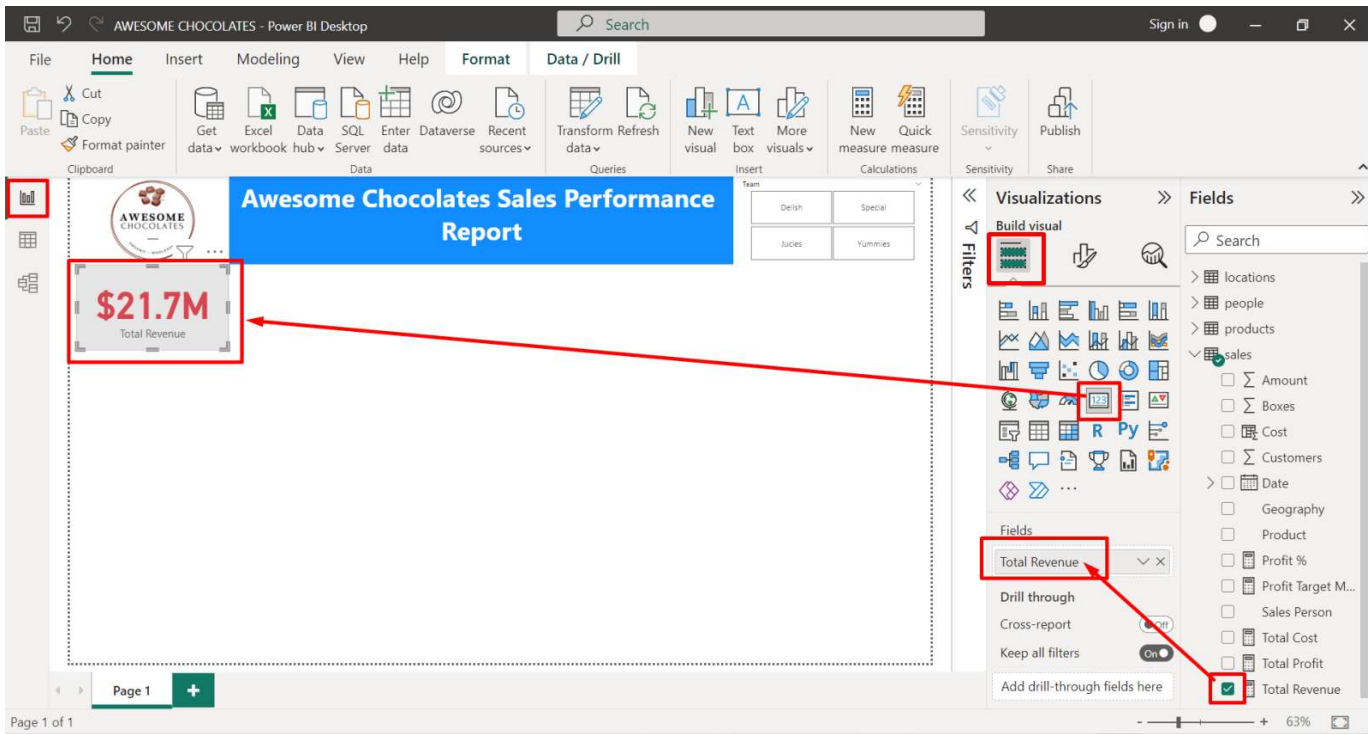 AWESOME CHOCOLATES - Power BI Desktop
Search
Sign in
File Home Insert Modeling View Help Format Data / Drill
Paste
Cut
Copy
Format painter
Get data
Excel workbook
Data hub
SQL Server
Enter data
Dataverse
Recent sources
Transform data
Refresh
New visual
Text box
More visuals
New measure
Quick measure
Sensitivity
Publish
Clipboard Data Queries Insert Calculations Sensitivity Share
AWESOME
CHOCOLATES
Awesome Chocolates Sales Performance
Report
Team
Delish Special
Jucies Yummies
$21.7M
Total Revenue
Filters
Visualizations
Build visual
123
R Py
Fields
Total Revenue
Drill through
Cross-report Off
Keep all filters On
Add drill-through fields here
Fields
Search
locations
people
products
sales
∑ Amount
∑ Boxes
Cost
∑ Customers
Date
Geography
Product
Profit %
Profit Target M...
Sales Person
Total Cost
Total Profit
Total Revenue
Page 1
Page 1 of 1
- + 63%